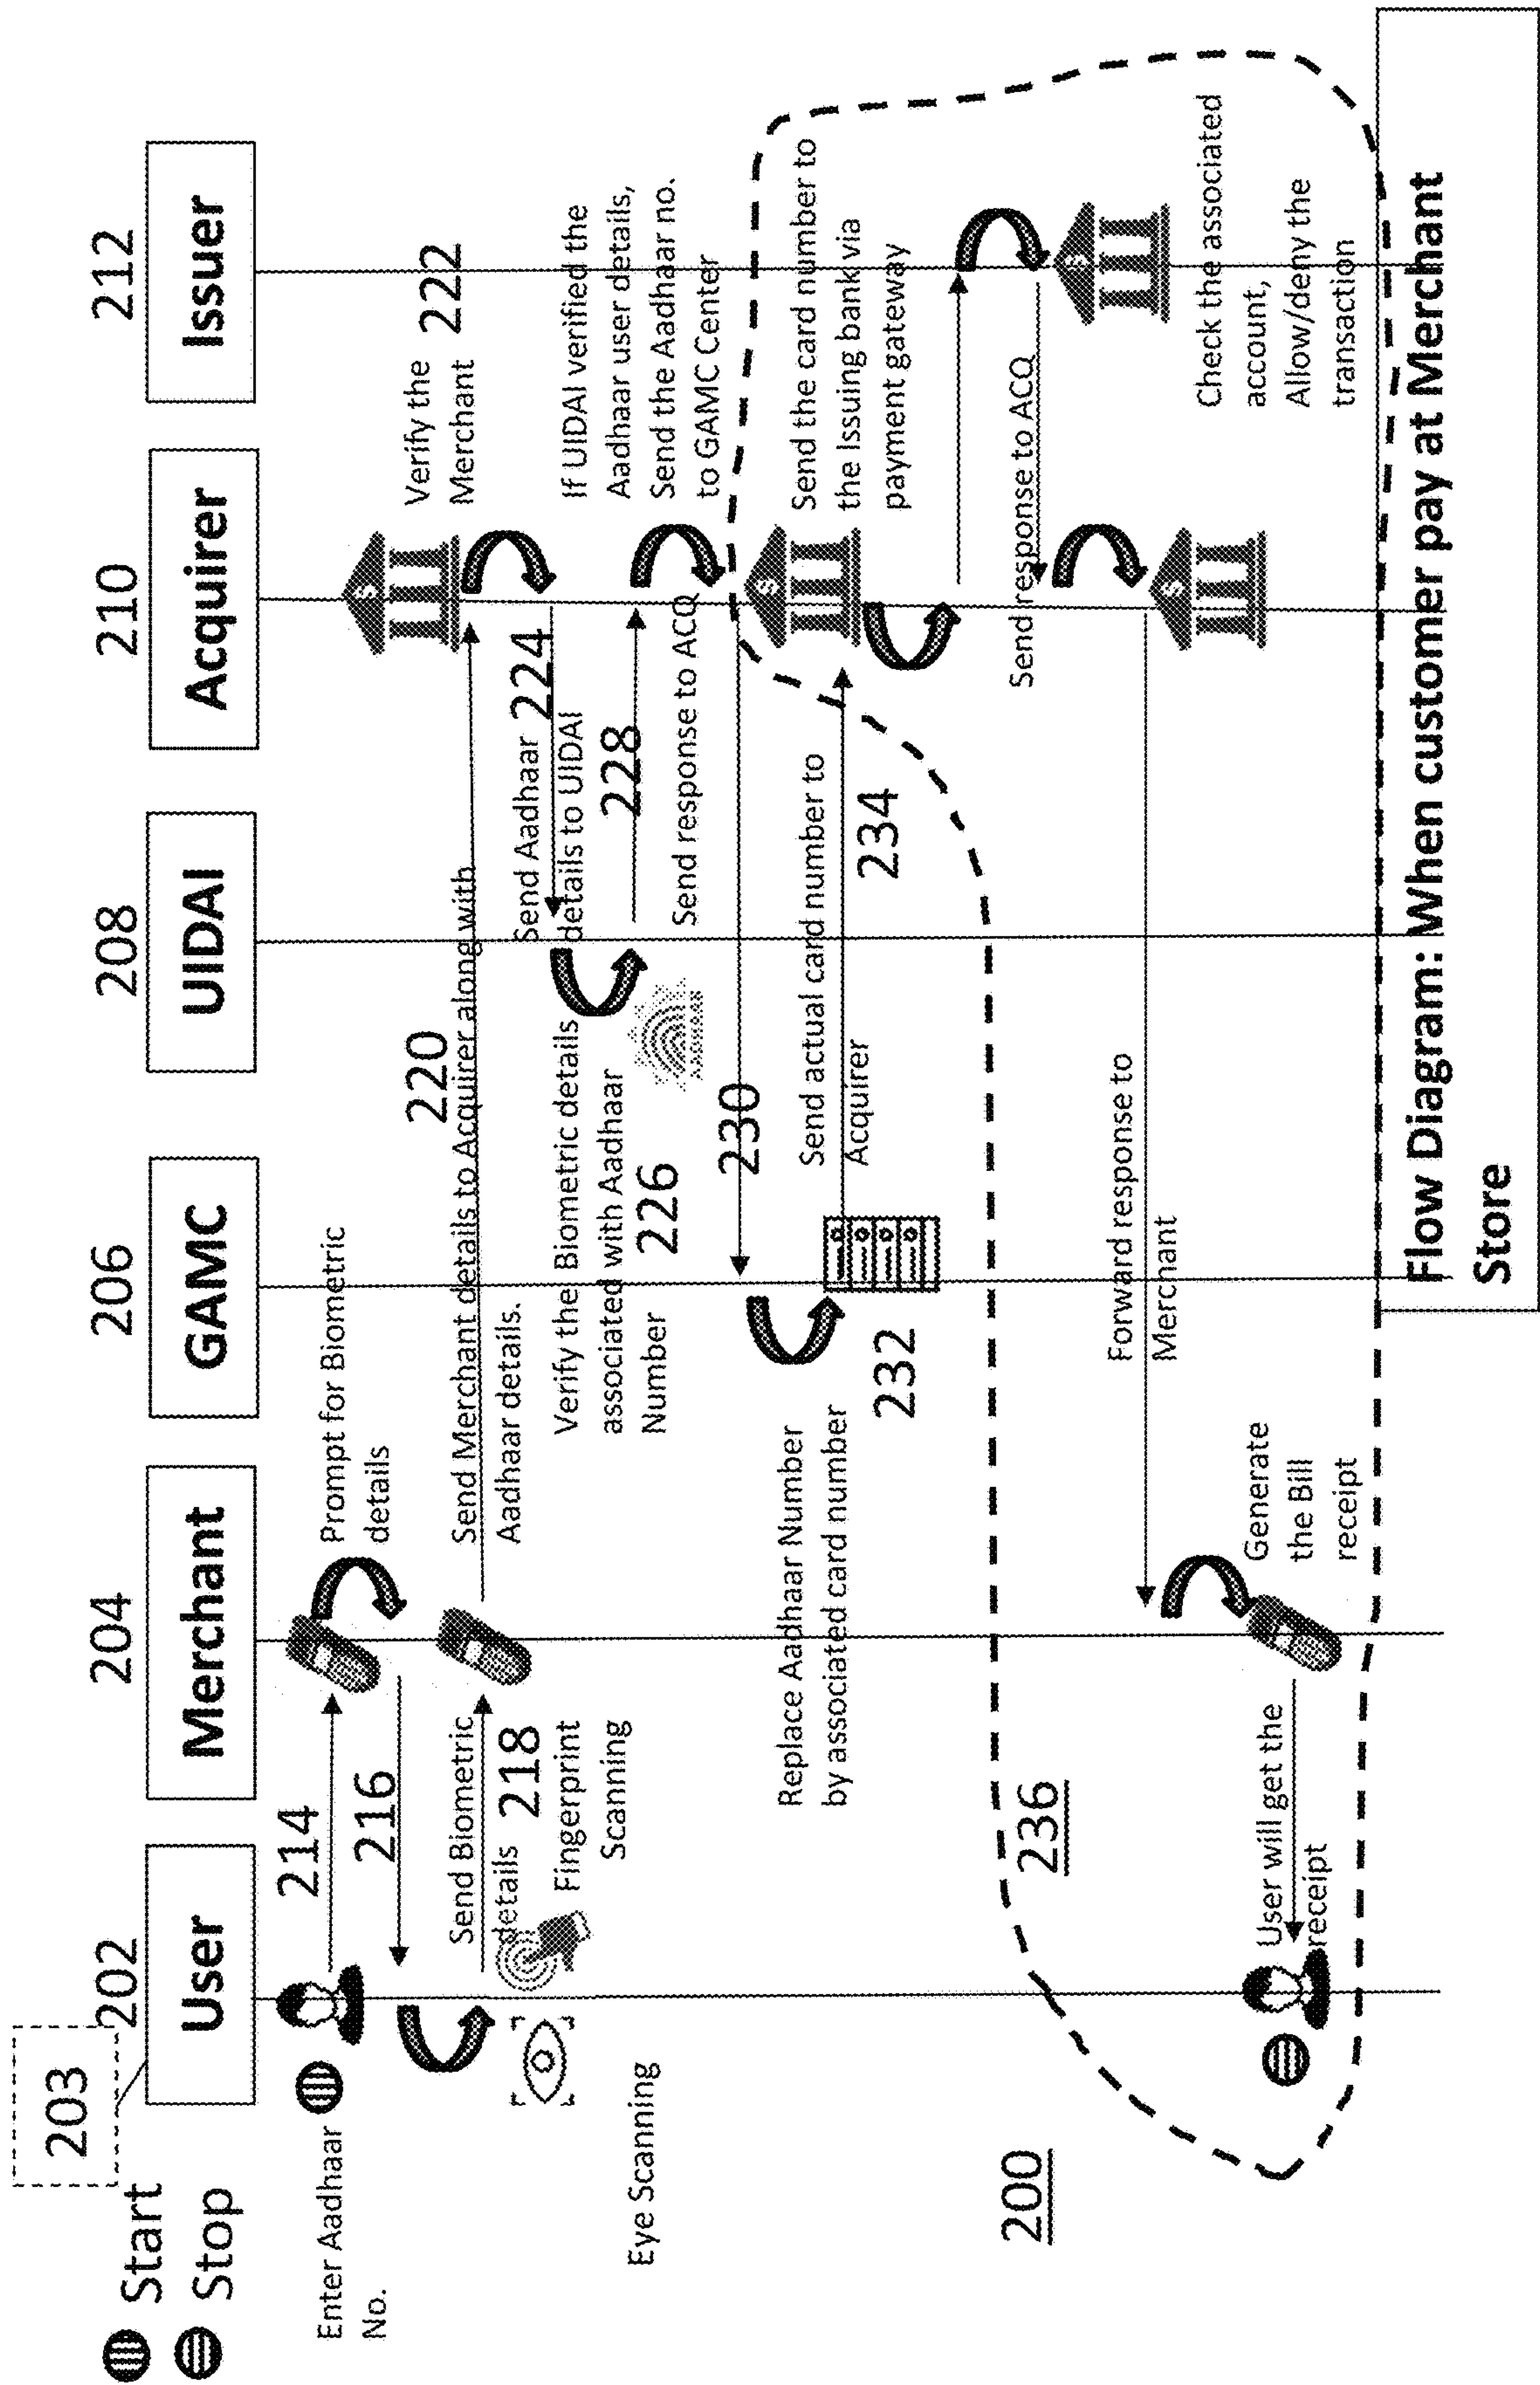 Start
Stop
203
202
204
206
208
210
212
User
Merchant
GAMC
UIDAI
Acquirer
Issuer
Enter Aadhaar
No.
214
216
Prompt for Biometric
details
Send Biometric
details 218
Fingerprint
Scanning
Eye Scanning
220
Send Merchant details to Acquirer along with
Aadhaar details.
Verify the 222
Merchant
Send Aadhaar 224
details to UIDAI
Verify the Biometric details
associated with Aadhaar
Number 226
228
Send response to ACQ
If UIDAI verified the
Aadhaar user details,
Send the Aadhaar no.
to GAMC Center
230
Replace Aadhar Number
by associated card number
232
Send actual card number to
Acquirer
234
Send the card number to
the Issuing bank via
payment gateway
Send response to ACQ
Check the associated
account,
Allow/deny the
transaction
236
200
Forward response to
Merchant
Generate
the Bill
receipt
User will get the
receipt
Flow Diagram: When customer pay at Merchant
Store